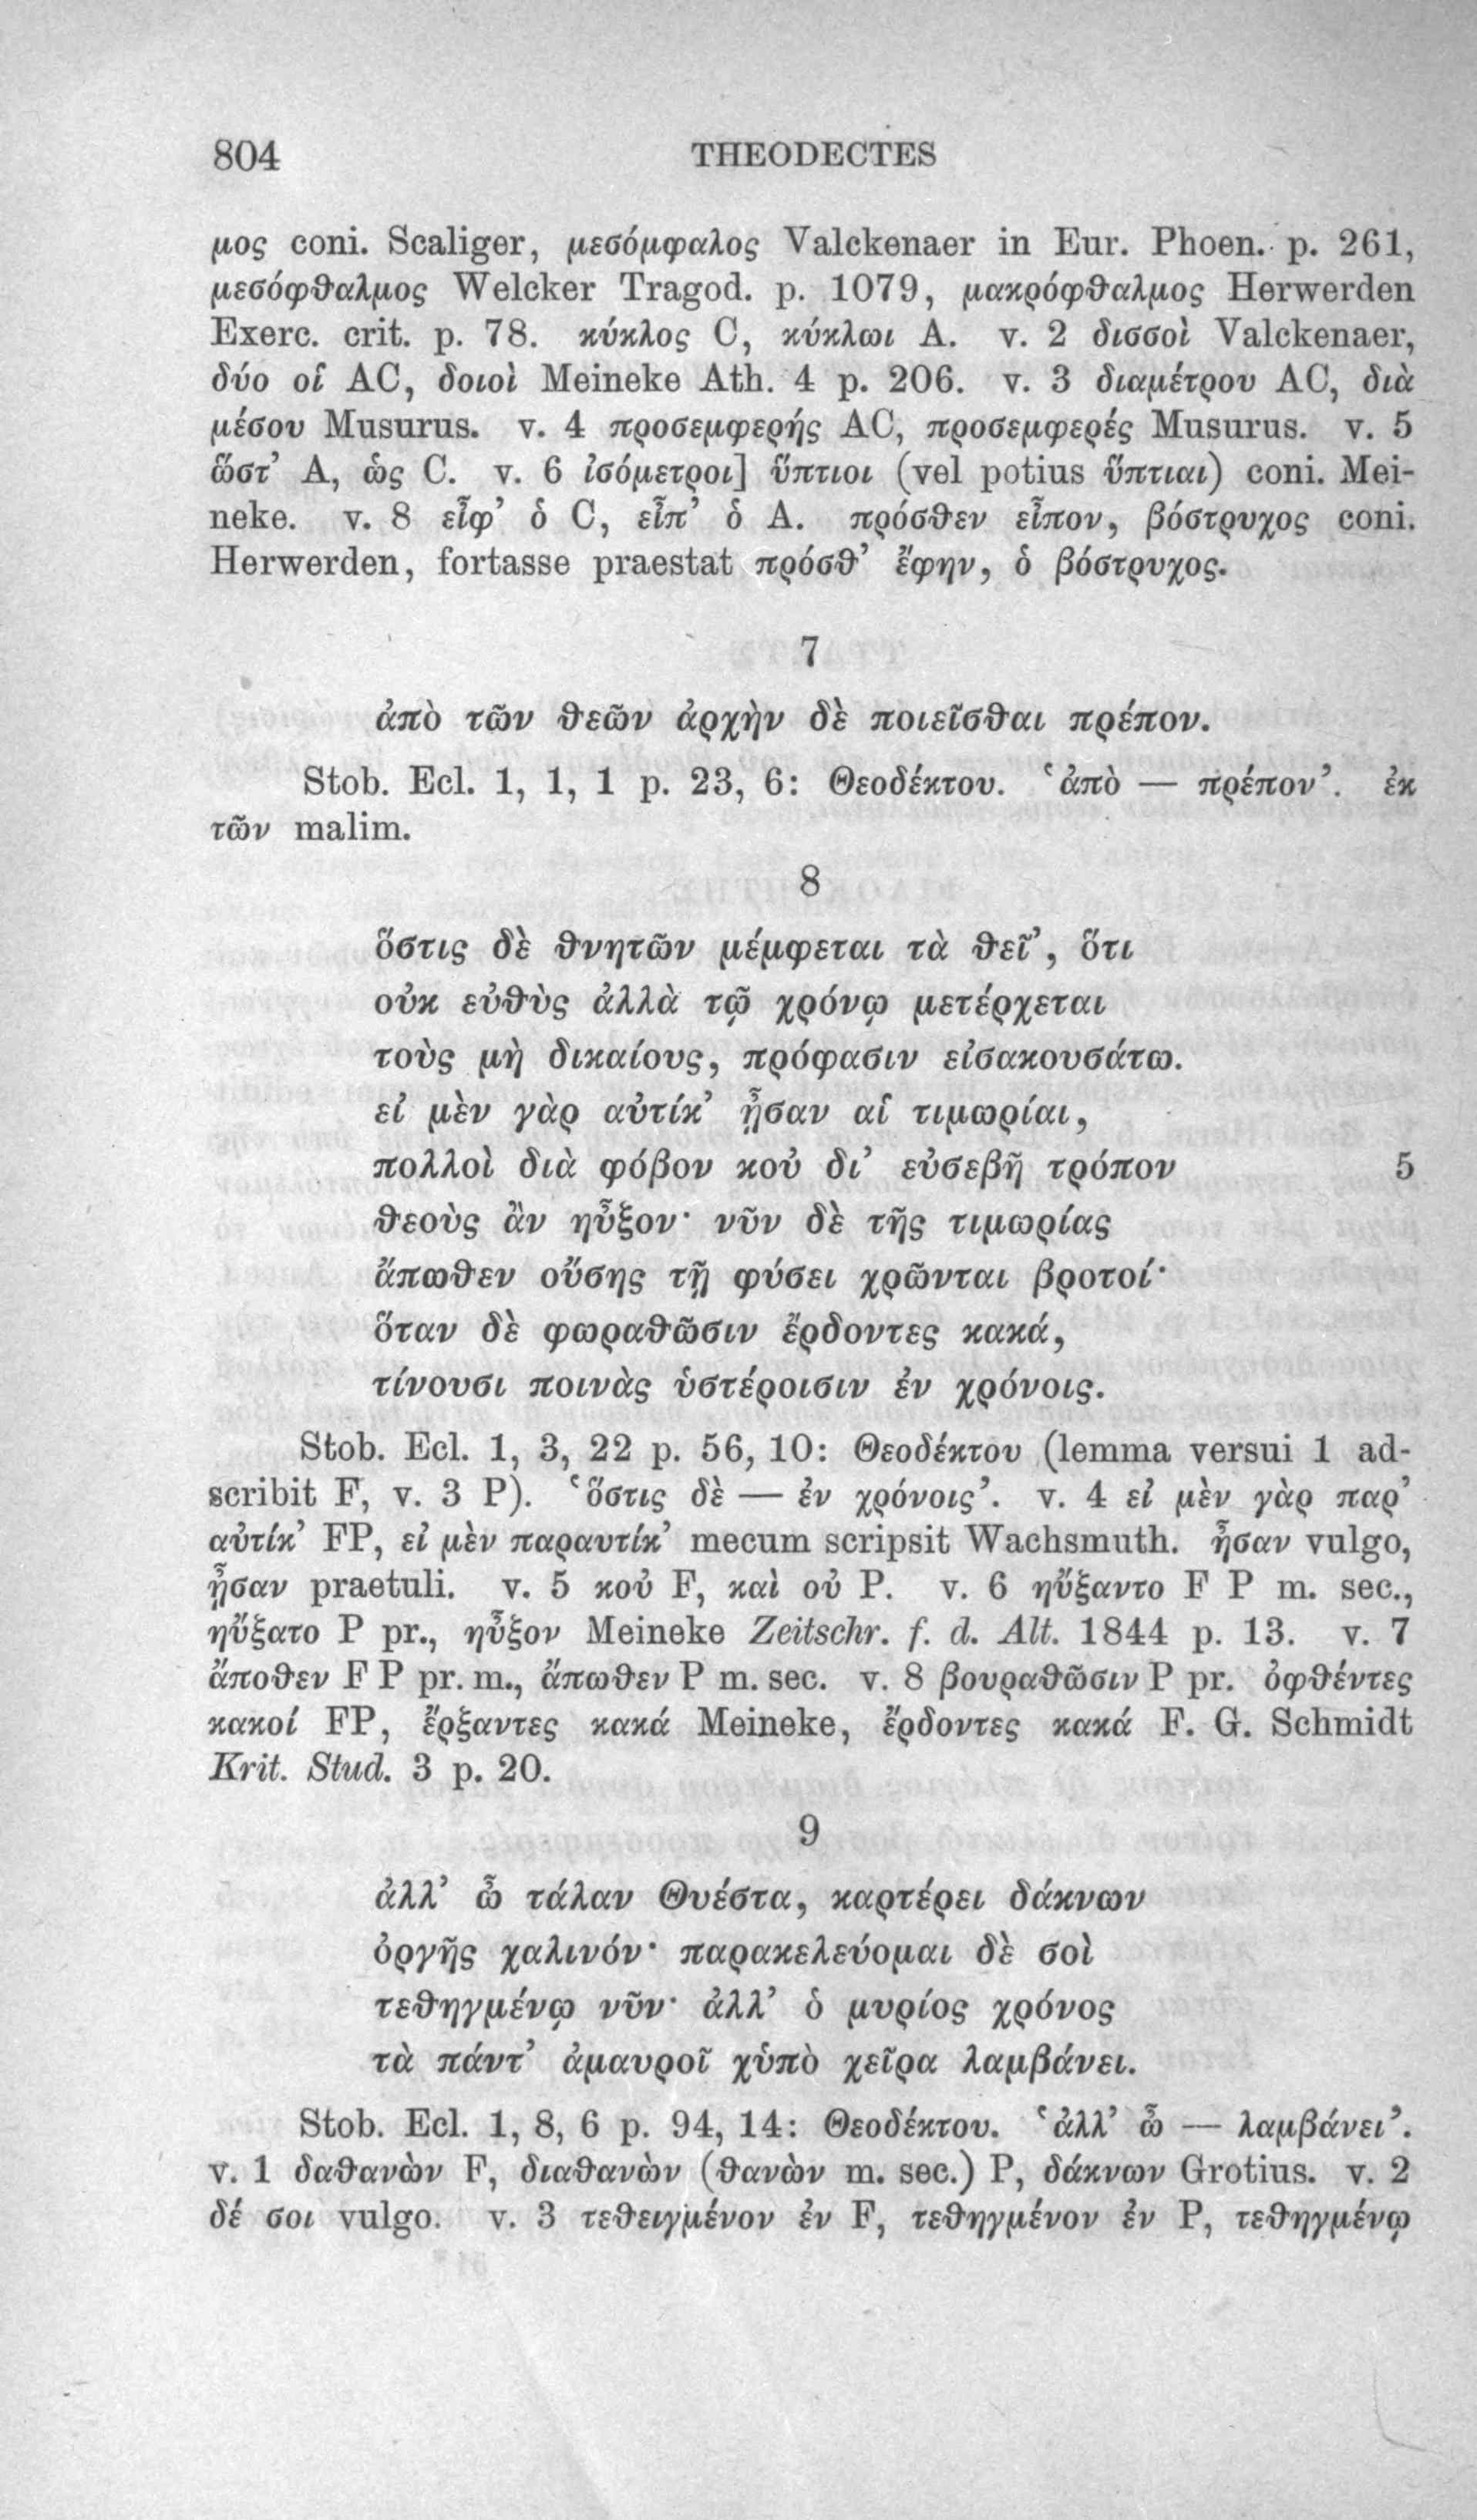 804 THEODECTES
μος coni. Scaliger, μεσόμφαλος Valckenaer in Eur. Phoen. p. 261,
μεσόφθαλμος Welcker Tragod. p. 1079, μακρόφθαλμος Herwerden
Exerc. crit. p. 78. κύκλος C, κύκλωι A. v. 2 δισσοὶ Valckenaer,
δύο οἱ AC, δοιοὶ Meineke Ath. 4 p. 206. v. 3 διαμέτρου AC, διὰ
μέσου Musurus. v. 4 προσεμφερής AC, προσεμφερές Musurus. v. 5
ὥστ’ A, ὡς C. v. 6 ἰσόμετροι] ὕπτιοι (vel potius ὕπτιαι) coni. Mei-
neke. v. 8 εἶφ’ ὁ C, εἶπ’ ὁ A. πρόσθεν εἶπον, βόστρυχος coni.
Herwerden, fortasse praestat πρόσθ’ ἔφην, ὁ βόστρυχος.
7
ἀπὸ τῶν θεῶν ἀρχὴν δὲ ποιεῖσθαι πρέπον.
Stob. Ecl. 1, 1, 1 p. 23, 6: Θεοδέκτου. ‘ἀπὸ — πρέπον’. ἐκ
τῶν malim.
8
ὅστις δὲ θνητῶν μέμφεται τὰ θεῖ’, ὅτι
οὐκ εὐθὺς ἀλλὰ τῷ χρόνῳ μετέρχεται
τοὺς μὴ δικαίους, πρόφασιν εἰσακουσάτω.
εἰ μὲν γὰρ αὐτίκ’ ᾖσαν αἱ τιμωρίαι,
πολλοὶ διὰ φόβον κοὐ δι’ εὐσεβῆ τρόπον 5
θεοὺς ἂν ηὖξον· νῦν δὲ τῆς τιμωρίας
ἄπωθεν οὔσης τῇ φύσει χρῶνται βροτοί·
ὅταν δὲ φωραθῶσιν ἔρδοντες κακά,
τίνουσι ποινὰς ὑστέροισιν ἐν χρόνοις.
Stob. Ecl. 1, 3, 22 p. 56, 10: Θεοδέκτου (lemma versui 1 ad-
scribit F, v. 3 P). ‘ὅστις δὲ — ἐν χρόνοις’. v. 4 εἰ μὲν γὰρ παρ’
αὐτίκ’ FP, εἰ μὲν παραυτίκ’ mecum scripsit Wachsmuth. ἦσαν vulgo,
ᾖσαν praetuli. v. 5 κοὐ F, καὶ οὐ P. v. 6 ηὔξαντο F P m. sec.,
ηὔξατο P pr., ηὖξον Meineke Zeitschr. f. d. Alt. 1844 p. 13. v. 7
ἄποθεν F P pr. m., ἄπωθεν P m. sec. v. 8 βουραθῶσιν P pr. ὀφθέντες
κακοί FP, ἔρξαντες κακά Meineke, ἔρδοντες κακά F. G. Schmidt
Krit. Stud. 3 p. 20.
9
ἀλλ’ ὦ τάλαν Θυέστα, καρτέρει δάκνων
ὀργῆς χαλινόν· παρακελεύομαι δὲ σοὶ
τεθηγμένῳ νῦν· ἀλλ’ ὁ μυρίος χρόνος
τὰ πάντ’ ἀμαυροῖ χὑπὸ χεῖρα λαμβάνει.
Stob. Ecl. 1, 8, 6 p. 94, 14: Θεοδέκτου. ‘ἀλλ’ ὦ — λαμβάνει’.
v. 1 δαθανὼν F, διαθανὼν (θανὼν m. sec.) P, δάκνων Grotius. v. 2
δέ σοι vulgo. v. 3 τεθειγμένον ἐν F, τεθηγμένον ἐν P, τεθηγμένῳ